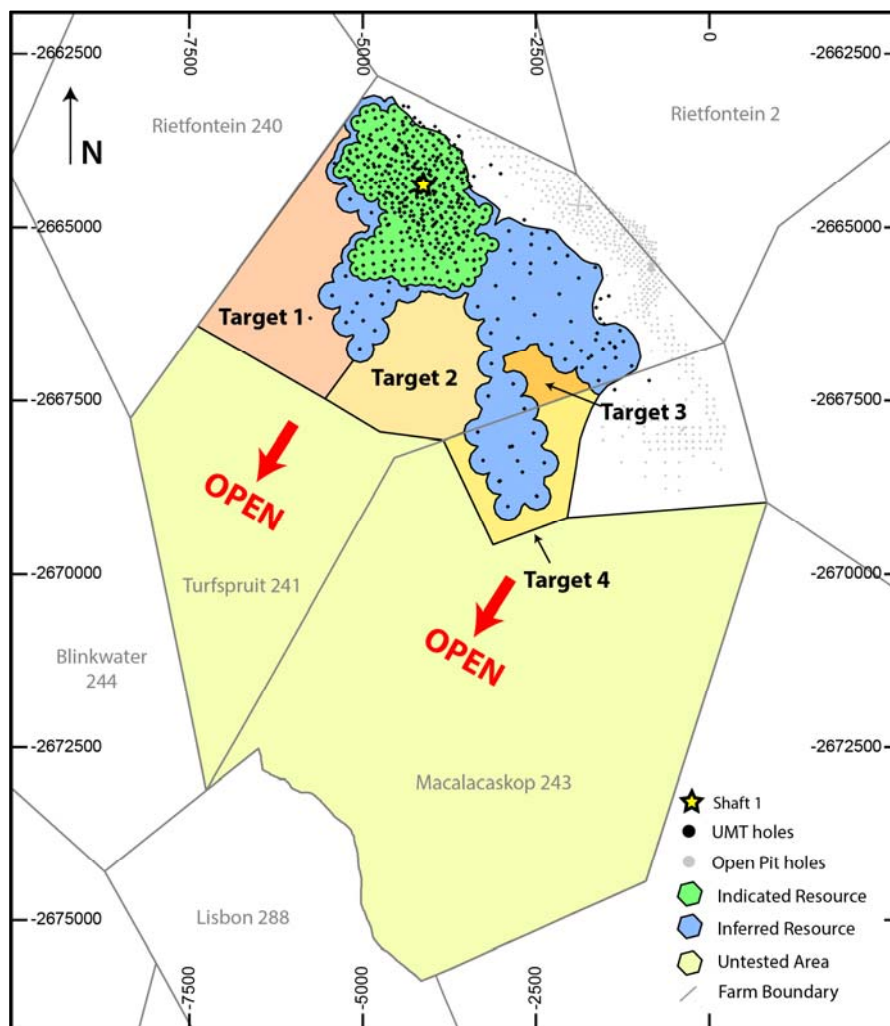 -7500
-5000
-2500
0
-2662500
-2662500
N
Rietfontein 240
Rietfontein 2
-2665000
-2665000
Target 1
Target 2
-2667500
-2667500
Target 3
OPEN
-2670000
-2670000
Target 4
Turfspruit 241
OPEN
Blinkwater
244
-2672500
-2672500
Macalacaskop 243
Shaft 1
UMT holes
Open Pit holes
Indicated Resource
Lisbon 288
-2675000
-2675000
Inferred Resource
Untested Area
Farm Boundary
-7500
-5000
-2500
0